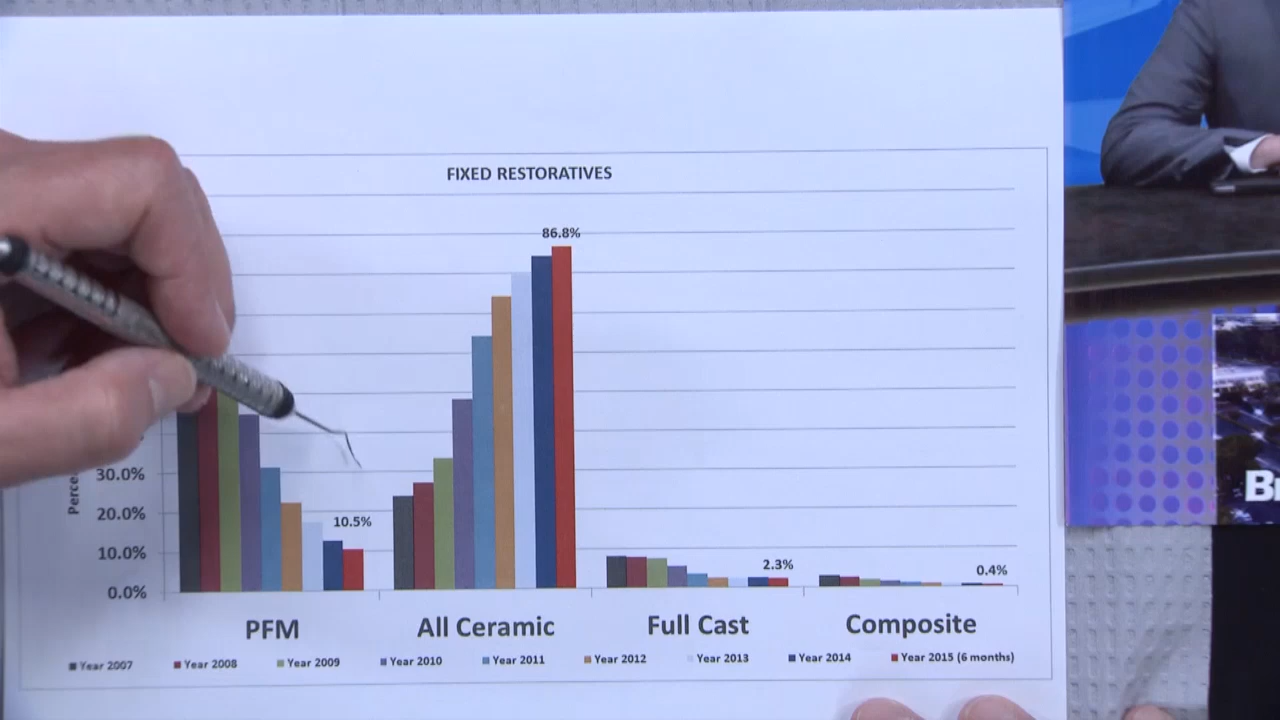 FIXED RESTORATIVES
86.8%
30.0%
20.0%
10.0%
0.0%
10.5%
2.3%
0.4%
PFM All Ceramic Full Cast Composite
Year 2007 Year 2008 Year 2009 Year 2010 Year 2011 Year 2012 Year 2013 Year 2014 Year 2015 (6 months)